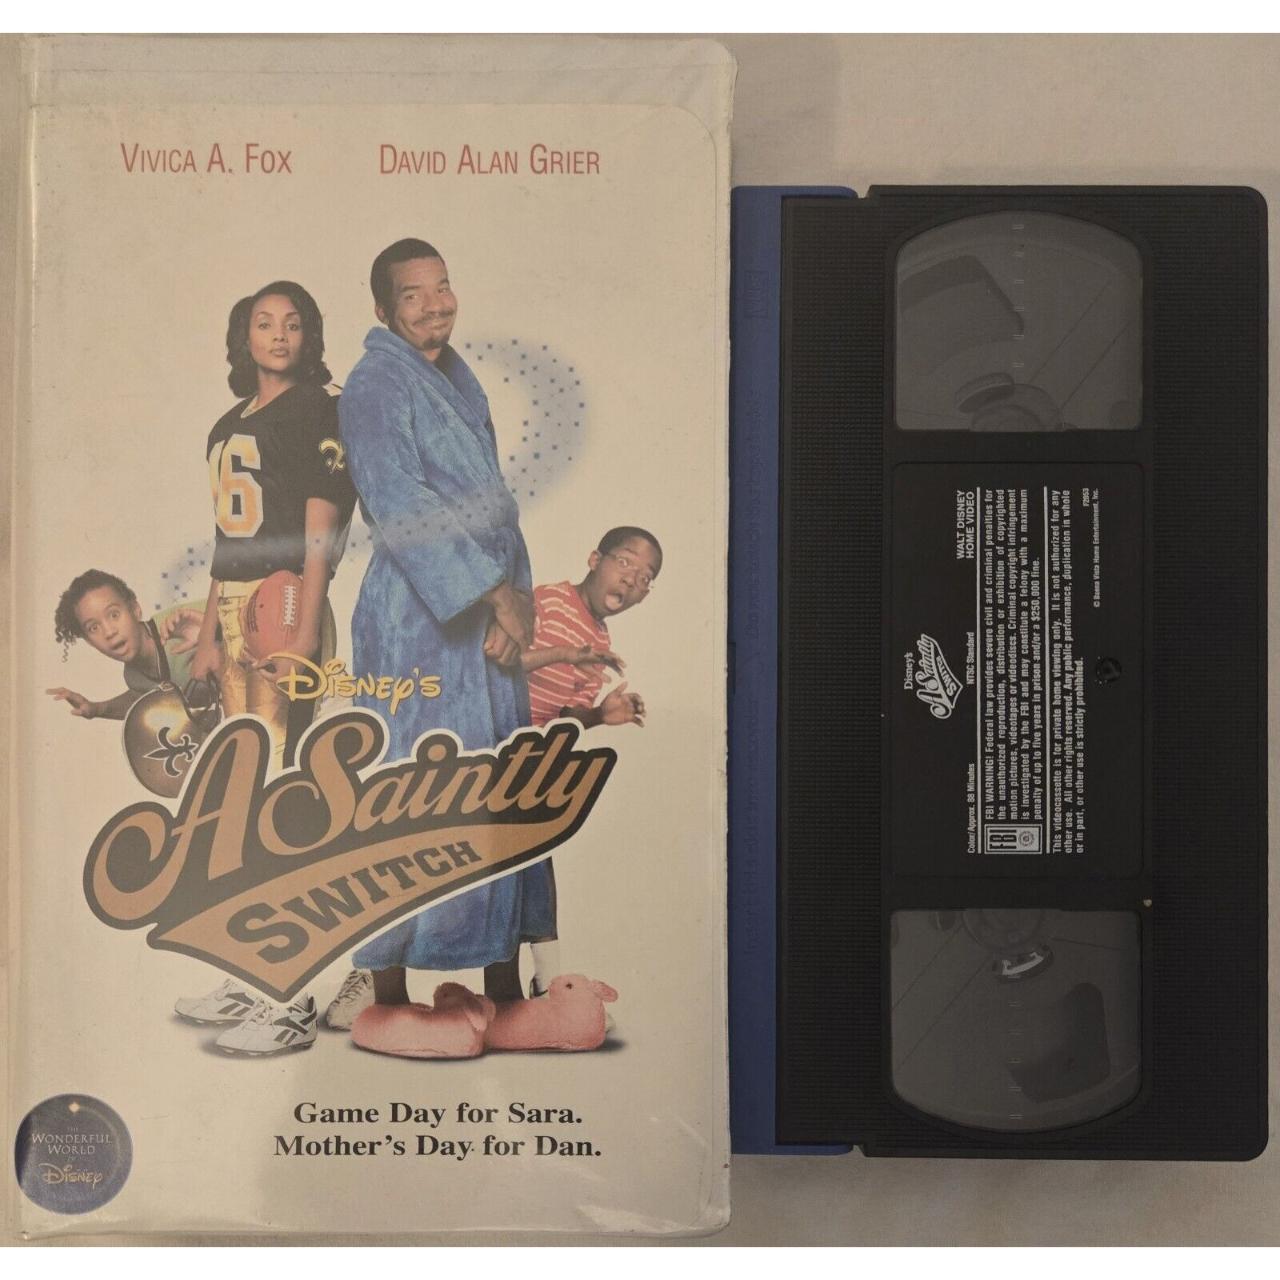 VIVICA A. FOX
DAVID ALAN GRIER
16
DISNEY'S
A Saintly
SWITCH
Game Day for Sara.
Mother's Day for Dan.
THE
WONDERFUL
WORLD
OF
DISNEY
Disney's
A Saintly
SWITCH
WALT DISNEY
HOME VIDEO
Color/Approx. 88 Minutes
NTSC Standard
FBI
FBI WARNING! Federal law provides severe civil and criminal penalties for
the unauthorized reproduction, distribution or exhibition of copyrighted
motion pictures, videotapes or videodiscs. Criminal copyright infringement
is investigated by the FBI and may constitute a felony with a maximum
penalty of up to five years in prison and/or a $250,000 fine.
This videocassette is for private home viewing only. It is not authorized for any
other use. All other rights reserved. Any public performance, duplication in whole
or in part, or other use is strictly prohibited.
© Buena Vista Home Entertainment, Inc.